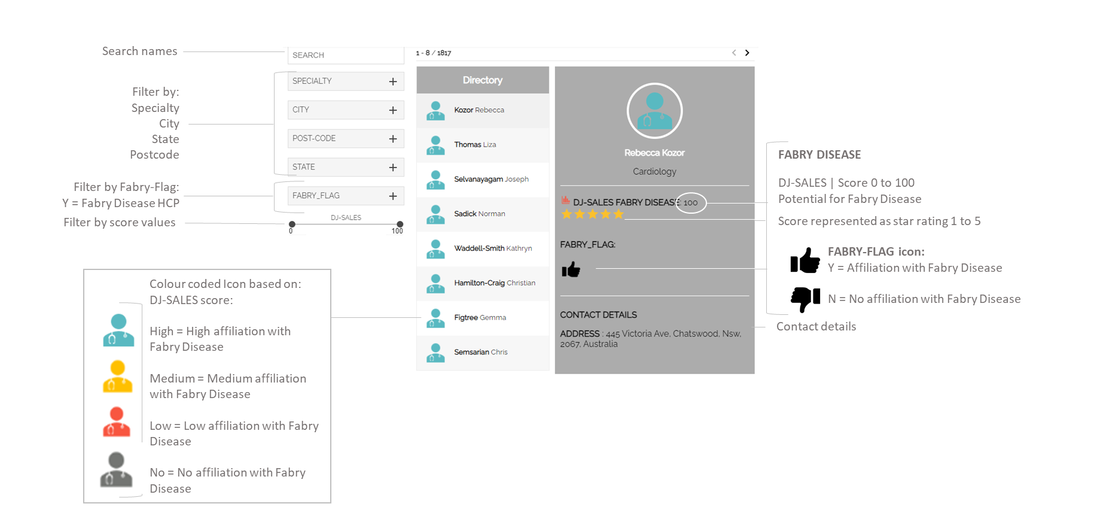 Search names
Filter by:
Specialty
City
State
Postcode
Filter by Fabry-Flag:
Y = Fabry Disease HCP
Filter by score values
SEARCH
SPECIALTY +
CITY +
POST-CODE +
STATE +
FABRY_FLAG +
DJ-SALES
0 100
1 - 8 / 1817 < >
Directory
Kozor Rebecca
Thomas Liza
Selvanayagam Joseph
Sadick Norman
Waddell-Smith Kathryn
Hamilton-Craig Christian
Figtree Gemma
Semsarian Chris
Rebecca Kozor
Cardiology
DJ-SALES FABRY DISEASE 100
FABRY_FLAG:
CONTACT DETAILS
ADDRESS : 445 Victoria Ave, Chatswood, Nsw,
2067, Australia
FABRY DISEASE
DJ-SALES | Score 0 to 100
Potential for Fabry Disease
Score represented as star rating 1 to 5
FABRY-FLAG icon:
Y = Affiliation with Fabry Disease
N = No affiliation with Fabry Disease
Contact details
Colour coded Icon based on:
DJ-SALES score:
High = High affiliation with
Fabry Disease
Medium = Medium affiliation
with Fabry Disease
Low = Low affiliation with Fabry
Disease
No = No affiliation with Fabry
Disease